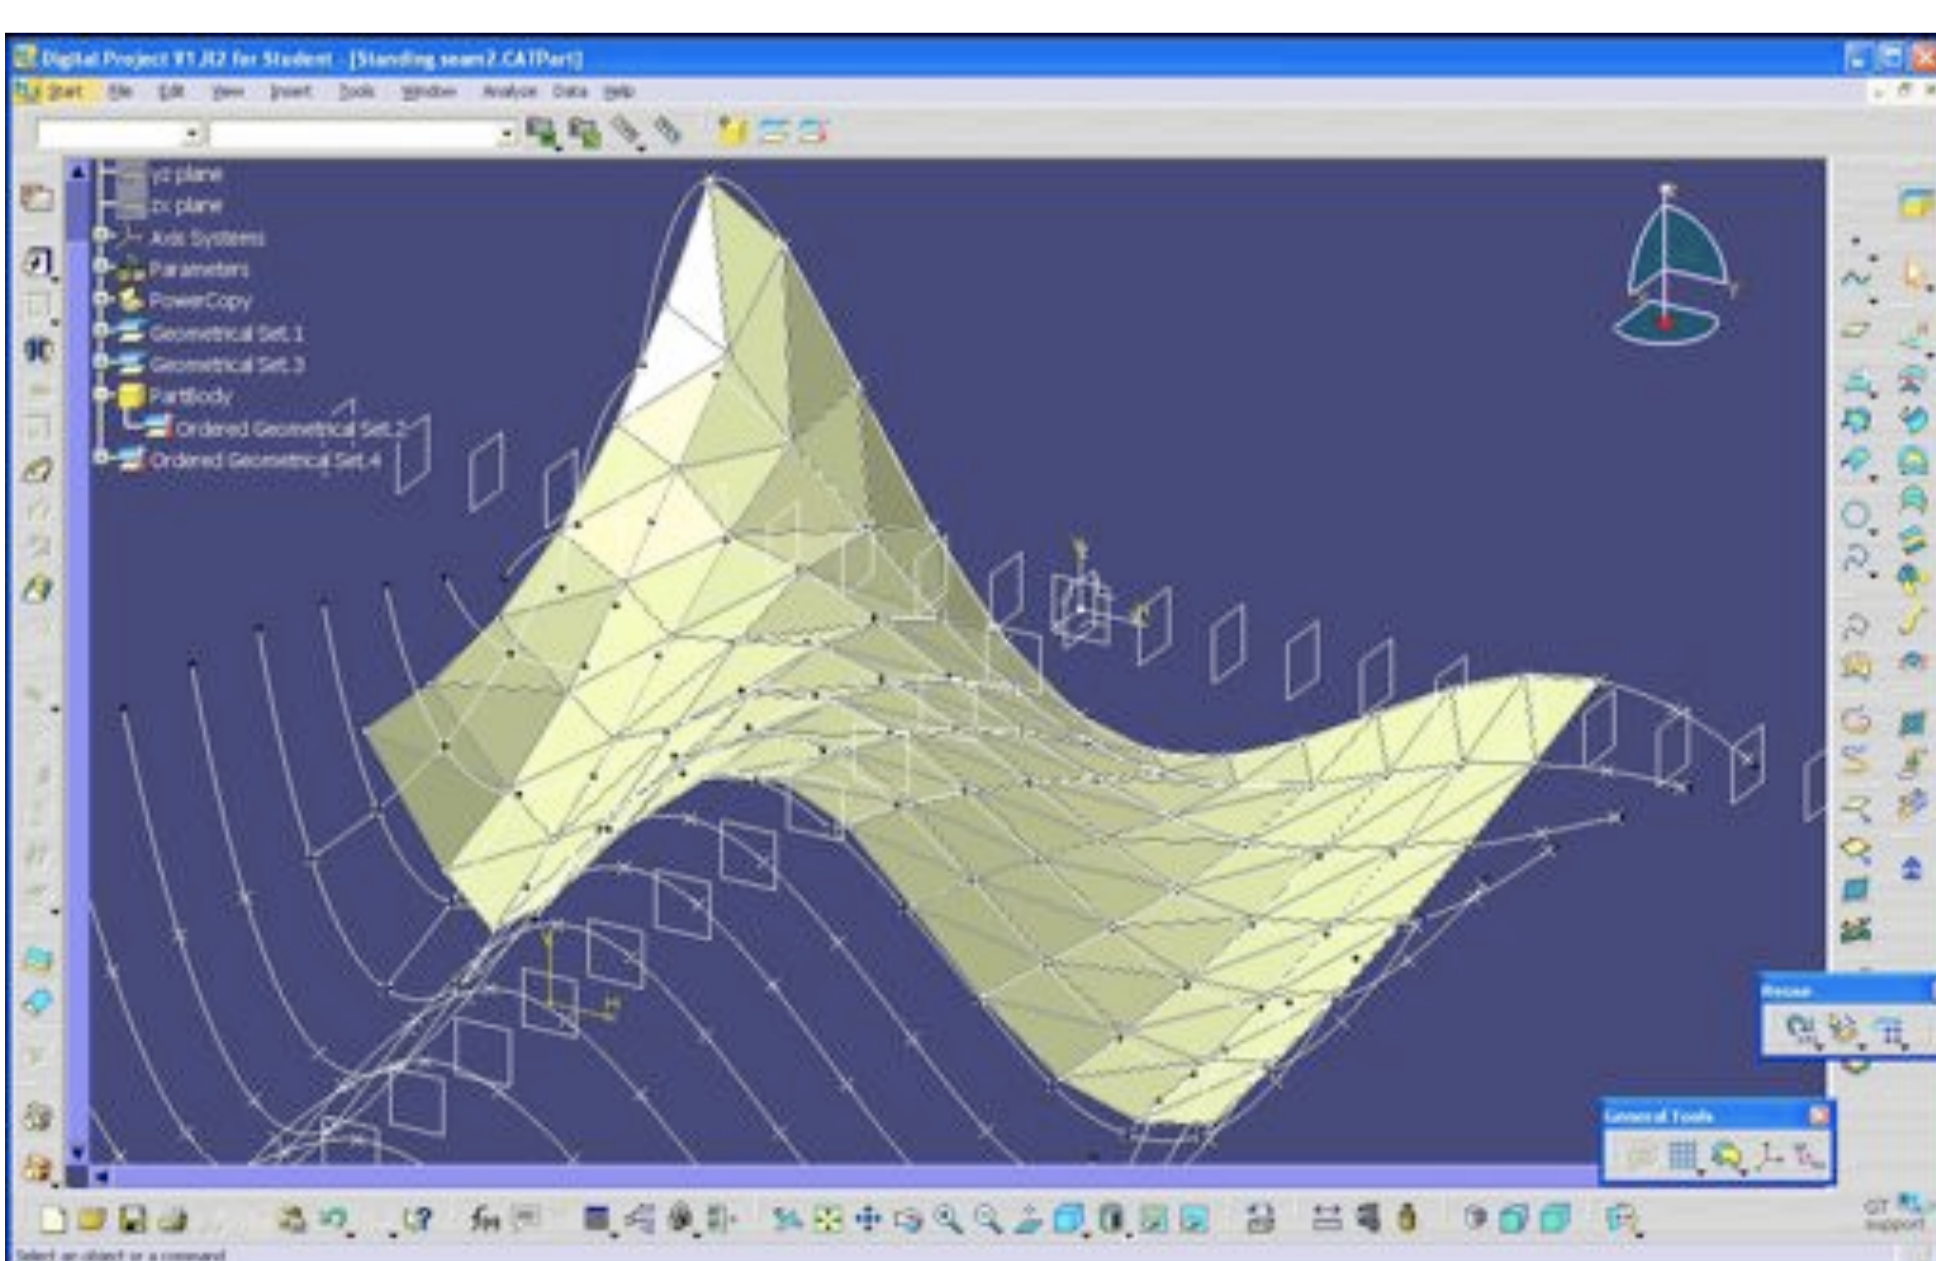 Digital Project V1,R2 for Student - [Standing seam2.CATPart]
Start File Edit View Insert Tools Window Analyze Data Help
yz plane
zx plane
Axis Systems
Parameters
PowerCopy
Geometrical Set.1
Geometrical Set.3
PartBody
Ordered Geometrical Set.2
Ordered Geometrical Set.4
General Tools
GT
support
Select an object or a command